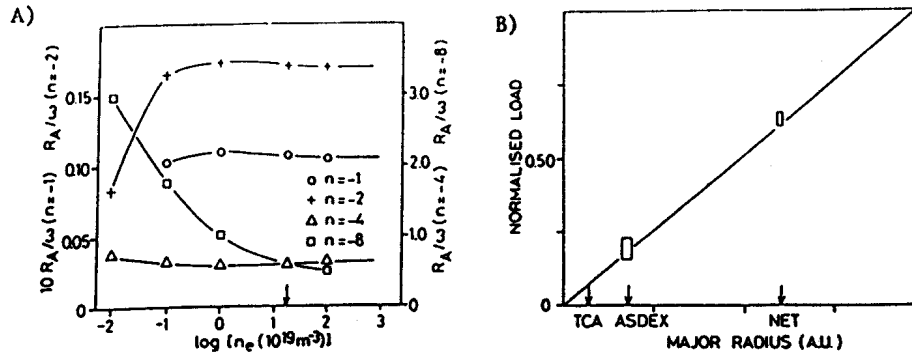 A)
10 R_A/ω (n=-1) R_A/ω (n=-2)
0.15
0.10
0.05
0
3.0
2.0
1.0
0
R_A/ω (n=-4) R_A/ω (n=-8)
○ n=-1
+ n=-2
△ n=-4
□ n=-8
-2 -1 0 1 2 3
log [n_e (10^19 m^-3)]
B)
NORMALISED LOAD
0.50
0
TCA ASDEX NET
MAJOR RADIUS (A.U.)